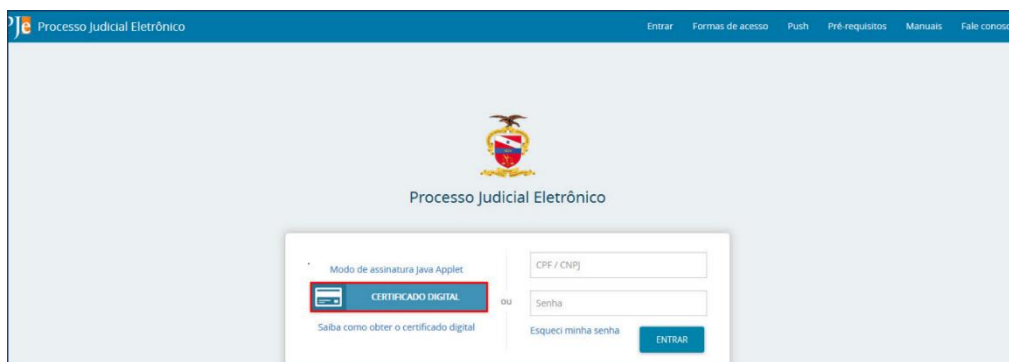 PJe Processo Judicial Eletrônico Entrar Formas de acesso Push Pré-requisitos Manuais Fale conosc
Processo Judicial Eletrônico
Modo de assinatura Java Applet
CERTIFICADO DIGITAL
Saiba como obter o certificado digital
ou
CPF / CNPJ
Senha
Esqueci minha senha
ENTRAR